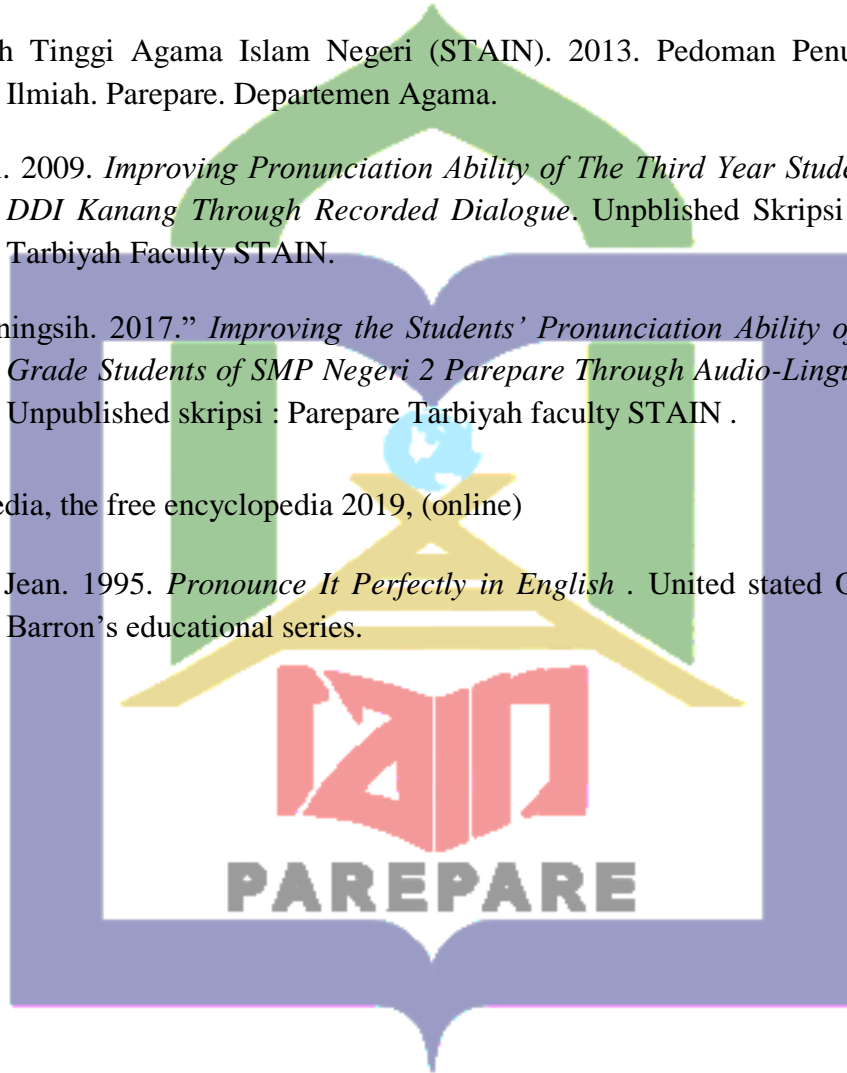 h Tinggi Agama Islam Negeri (STAIN). 2013. Pedoman Penu
Ilmiah. Parepare. Departemen Agama.
. 2009. Improving Pronunciation Ability of The Third Year Stude
DDI Kanang Through Recorded Dialogue. Unpblished Skripsi
Tarbiyah Faculty STAIN.
ningsih. 2017.” Improving the Students’ Pronunciation Ability of
Grade Students of SMP Negeri 2 Parepare Through Audio-Lingu
Unpublished skripsi : Parepare Tarbiyah faculty STAIN .
edia, the free encyclopedia 2019, (online)
Jean. 1995. Pronounce It Perfectly in English . United stated
Barron’s educational series.
iain
PAREPARE